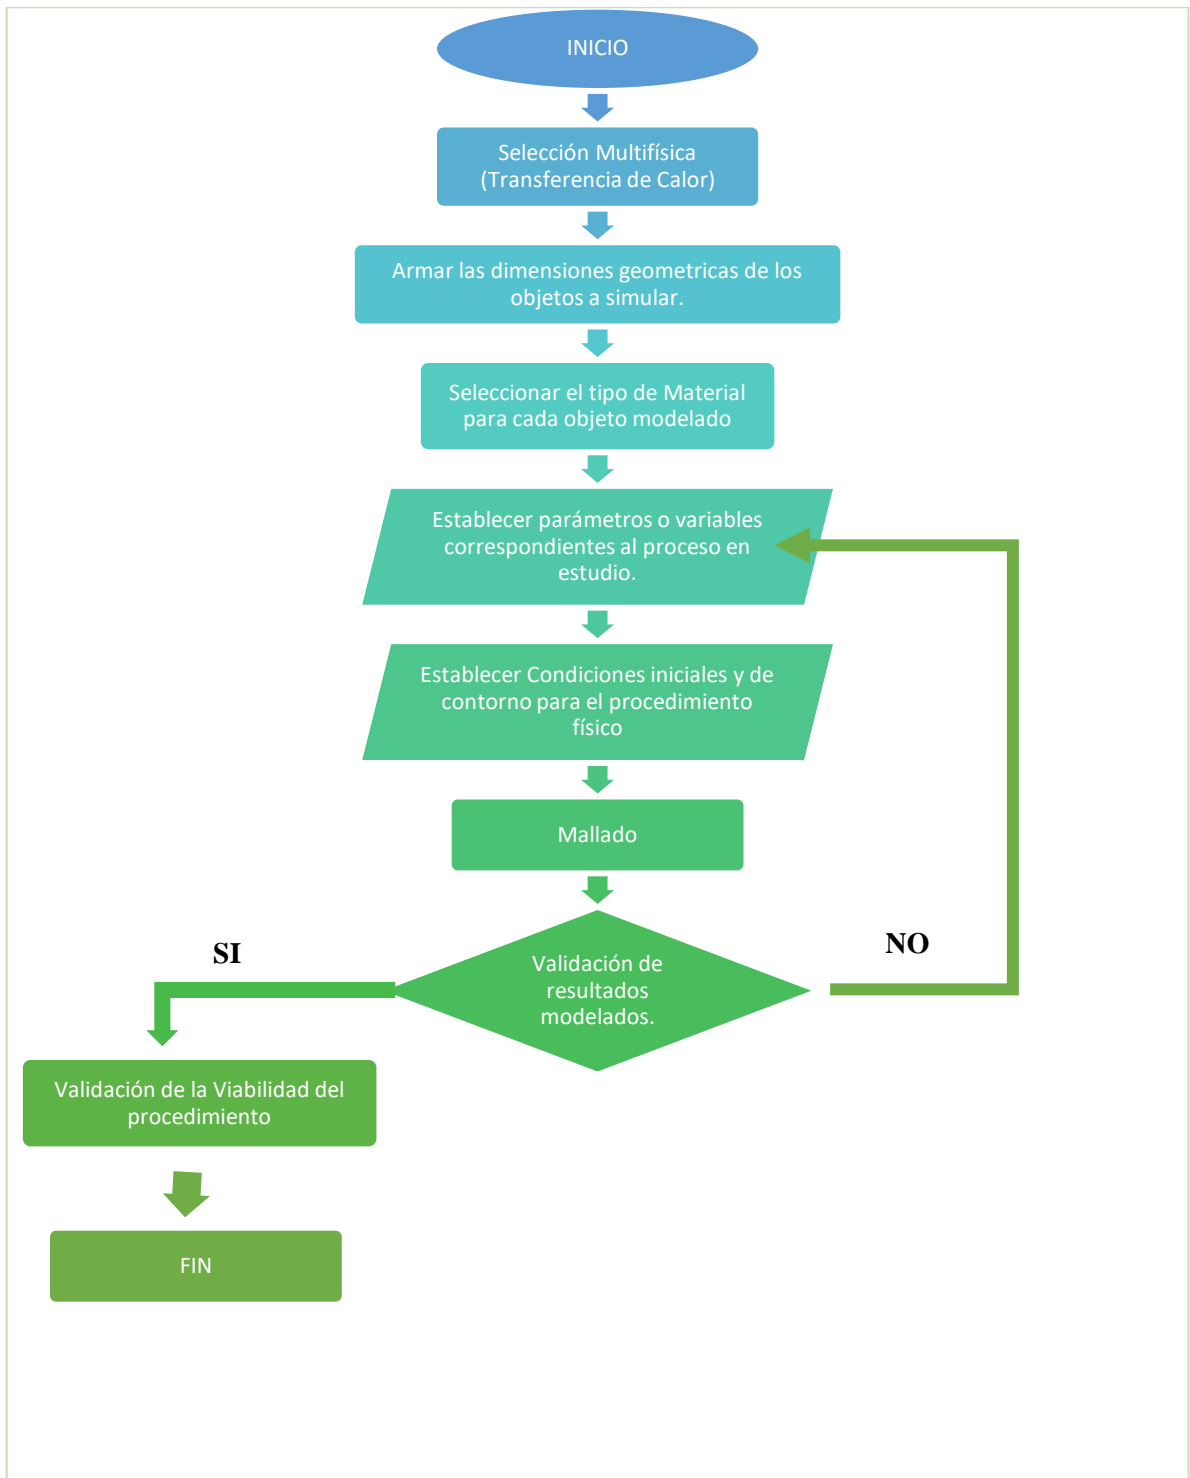 INICIO
Selección Multifísica
(Transferencia de Calor)
Armar las dimensiones geometricas de los
objetos a simular.
Seleccionar el tipo de Material
para cada objeto modelado
Establecer parámetros o variables
correspondientes al proceso en
estudio.
Establecer Condiciones iniciales y de
contorno para el procedimiento
físico
Mallado
SI
NO
Validación de
resultados
modelados.
Validación de la Viabilidad del
procedimiento
FIN